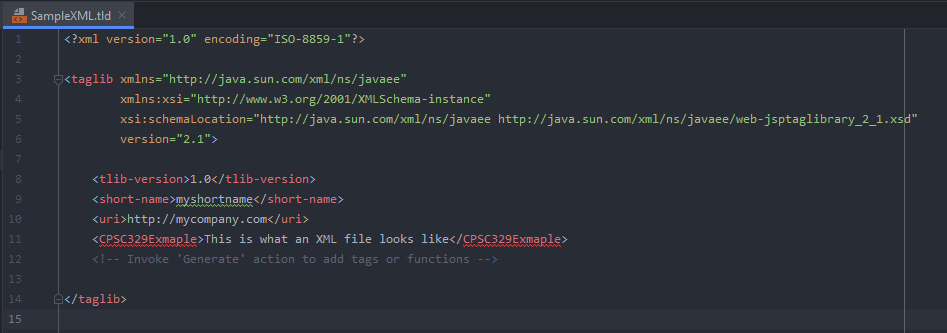 SampleXML.tld ×
1 <?xml version="1.0" encoding="ISO-8859-1"?>
2
3 <taglib xmlns="http://java.sun.com/xml/ns/javaee"
4         xmlns:xsi="http://www.w3.org/2001/XMLSchema-instance"
5         xsi:schemaLocation="http://java.sun.com/xml/ns/javaee http://java.sun.com/xml/ns/javaee/web-jsptaglibrary_2_1.xsd"
6         version="2.1">
7
8     <tlib-version>1.0</tlib-version>
9     <short-name>myshortname</short-name>
10     <uri>http://mycompany.com</uri>
11     <CPSC329Exmaple>This is what an XML file looks like</CPSC329Exmaple>
12     <!-- Invoke 'Generate' action to add tags or functions -->
13
14 </taglib>
15